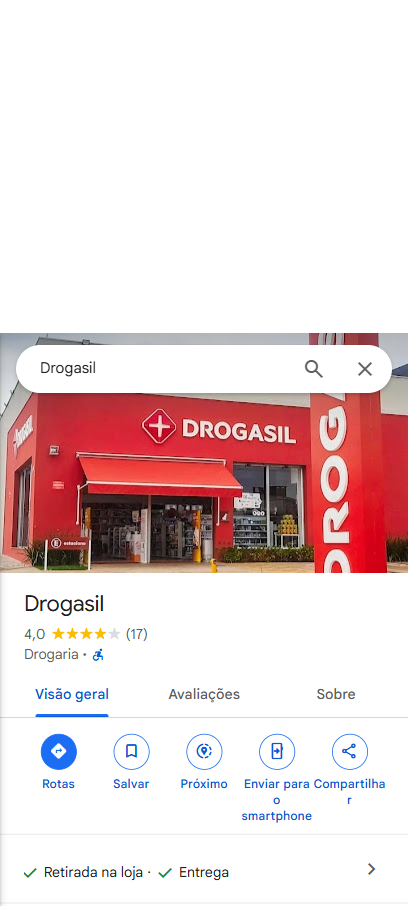 Drogasil
DROGASIL
DROGA
Drogasil
4,0 (17)
Drogaria ·
Visão geral Avaliações Sobre
Rotas Salvar Próximo Enviar para o smartphone Compartilhar
Retirada na loja · Entrega